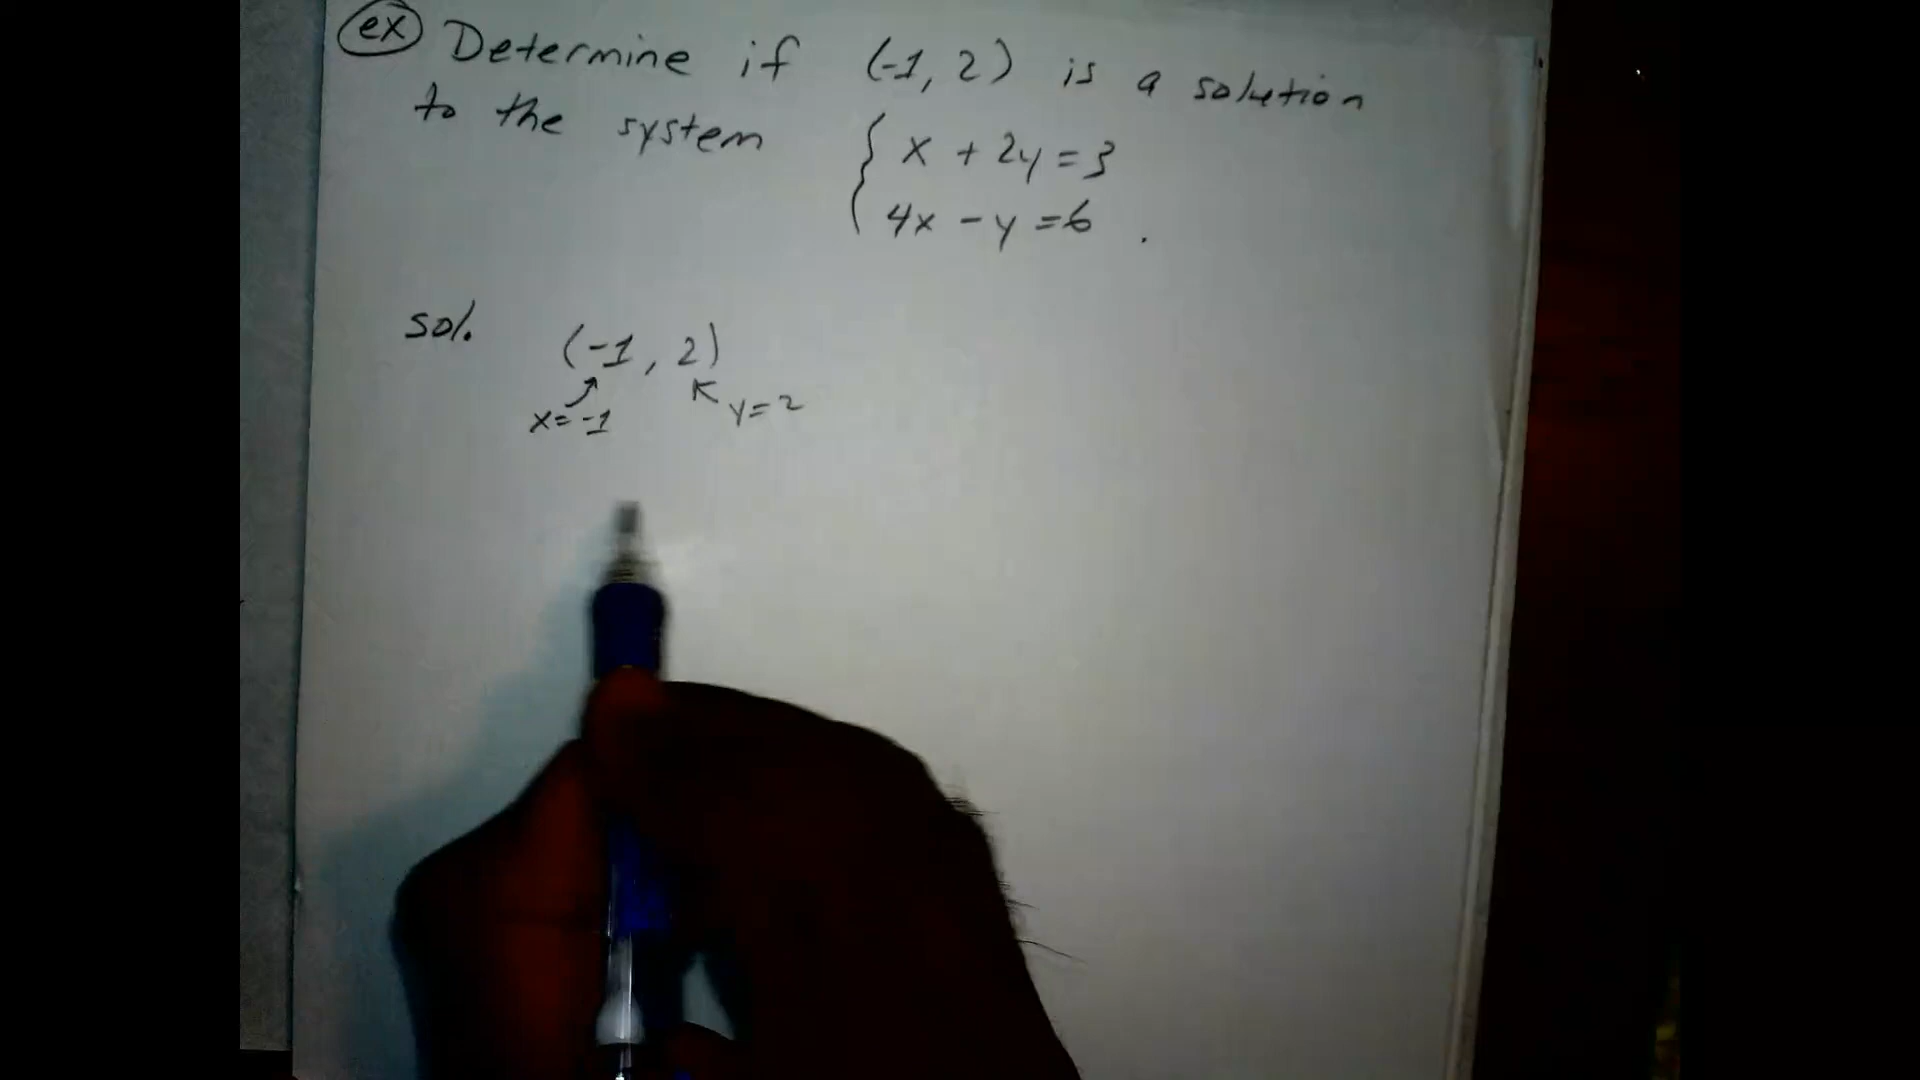 ex Determine if (-1, 2) is a solution
to the system { x + 2y = 3
4x - y = 6 .
sol. (-1, 2)
x = -1 y = 2